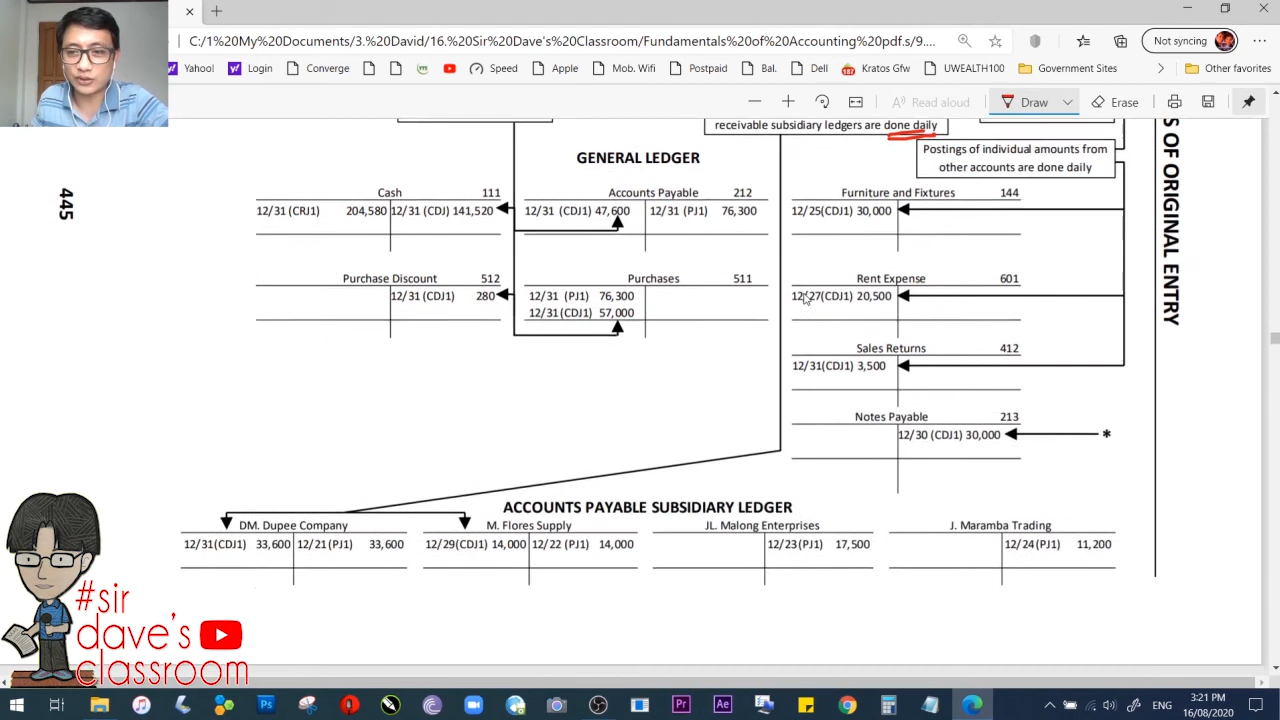 C:/1%20My%20Documents/3.%20David/16.%20Sir%20Dave's%20Classroom/Fundamentals%20of%20Accounting%20pdf.s/9....
Not syncing
Yahoo!
Login
Converge
Speed
Apple
Mob. Wifi
Postpaid
Bal
Dell
Kratos Gfw
UWEALTH100
Government Sites
Other favorites
Read aloud
Draw
Erase
receivable subsidiary ledgers are done daily
Postings of individual amounts from
other accounts are done daily
S OF ORIGINAL ENTRY
445
GENERAL LEDGER
Cash 111
12/31 (CRJ1) 204,580 12/31 (CDJ) 141,520
Accounts Payable 212
12/31 (CDJ1) 47,600 12/31 (PJ1) 76,300
Furniture and Fixtures 144
12/25(CDJ1) 30,000
Purchase Discount 512
12/31 (CDJ1) 280
Purchases 511
12/31 (PJ1) 76,300
12/31 (CDJ1) 57,000
Rent Expense 601
12/27(CDJ1) 20,500
Sales Returns 412
12/31(CDJ1) 3,500
Notes Payable 213
12/30 (CDJ1) 30,000 *
ACCOUNTS PAYABLE SUBSIDIARY LEDGER
DM. Dupee Company
12/31(CDJ1) 33,600 12/21(PJ1) 33,600
M. Flores Supply
12/29(CDJ1) 14,000 12/22 (PJ1) 14,000
JL. Malong Enterprises
12/23(PJ1) 17,500
J. Maramba Trading
12/24(PJ1) 11,200
#sir
dave's
classroom
3:21 PM
16/08/2020